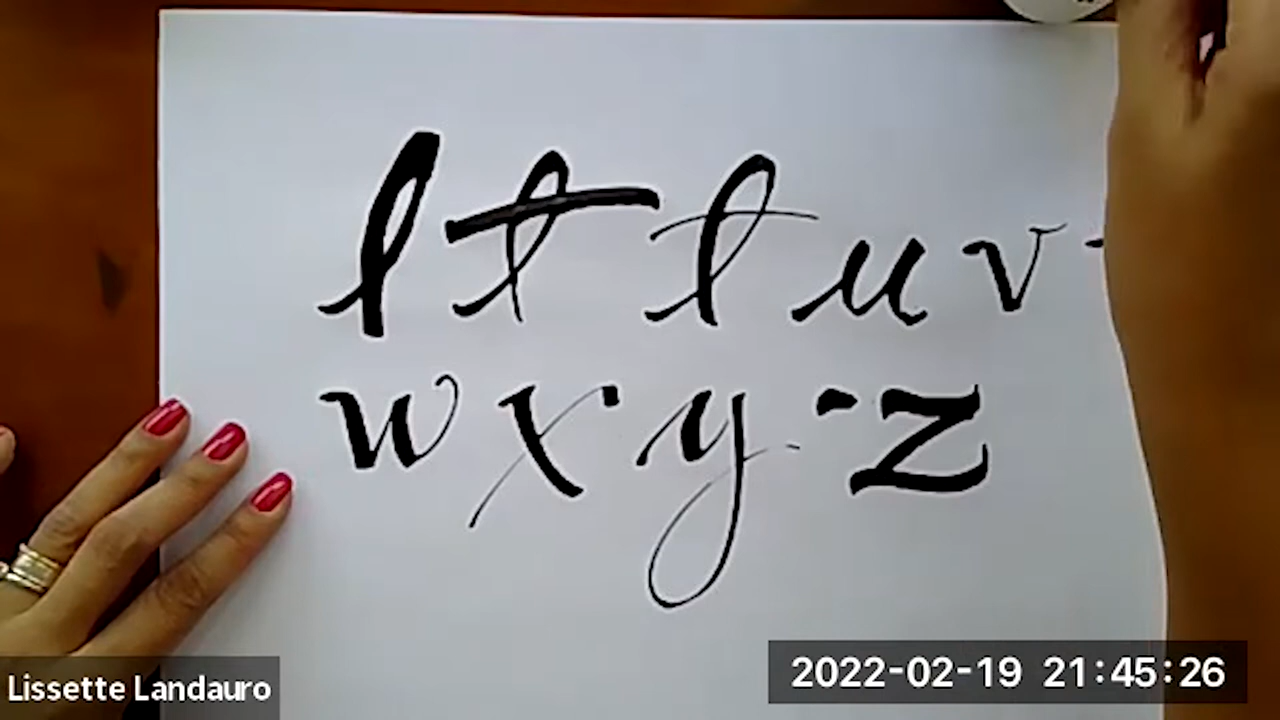 l t t u v
w x y z
Lissette Landauro
2022-02-19 21:45:26